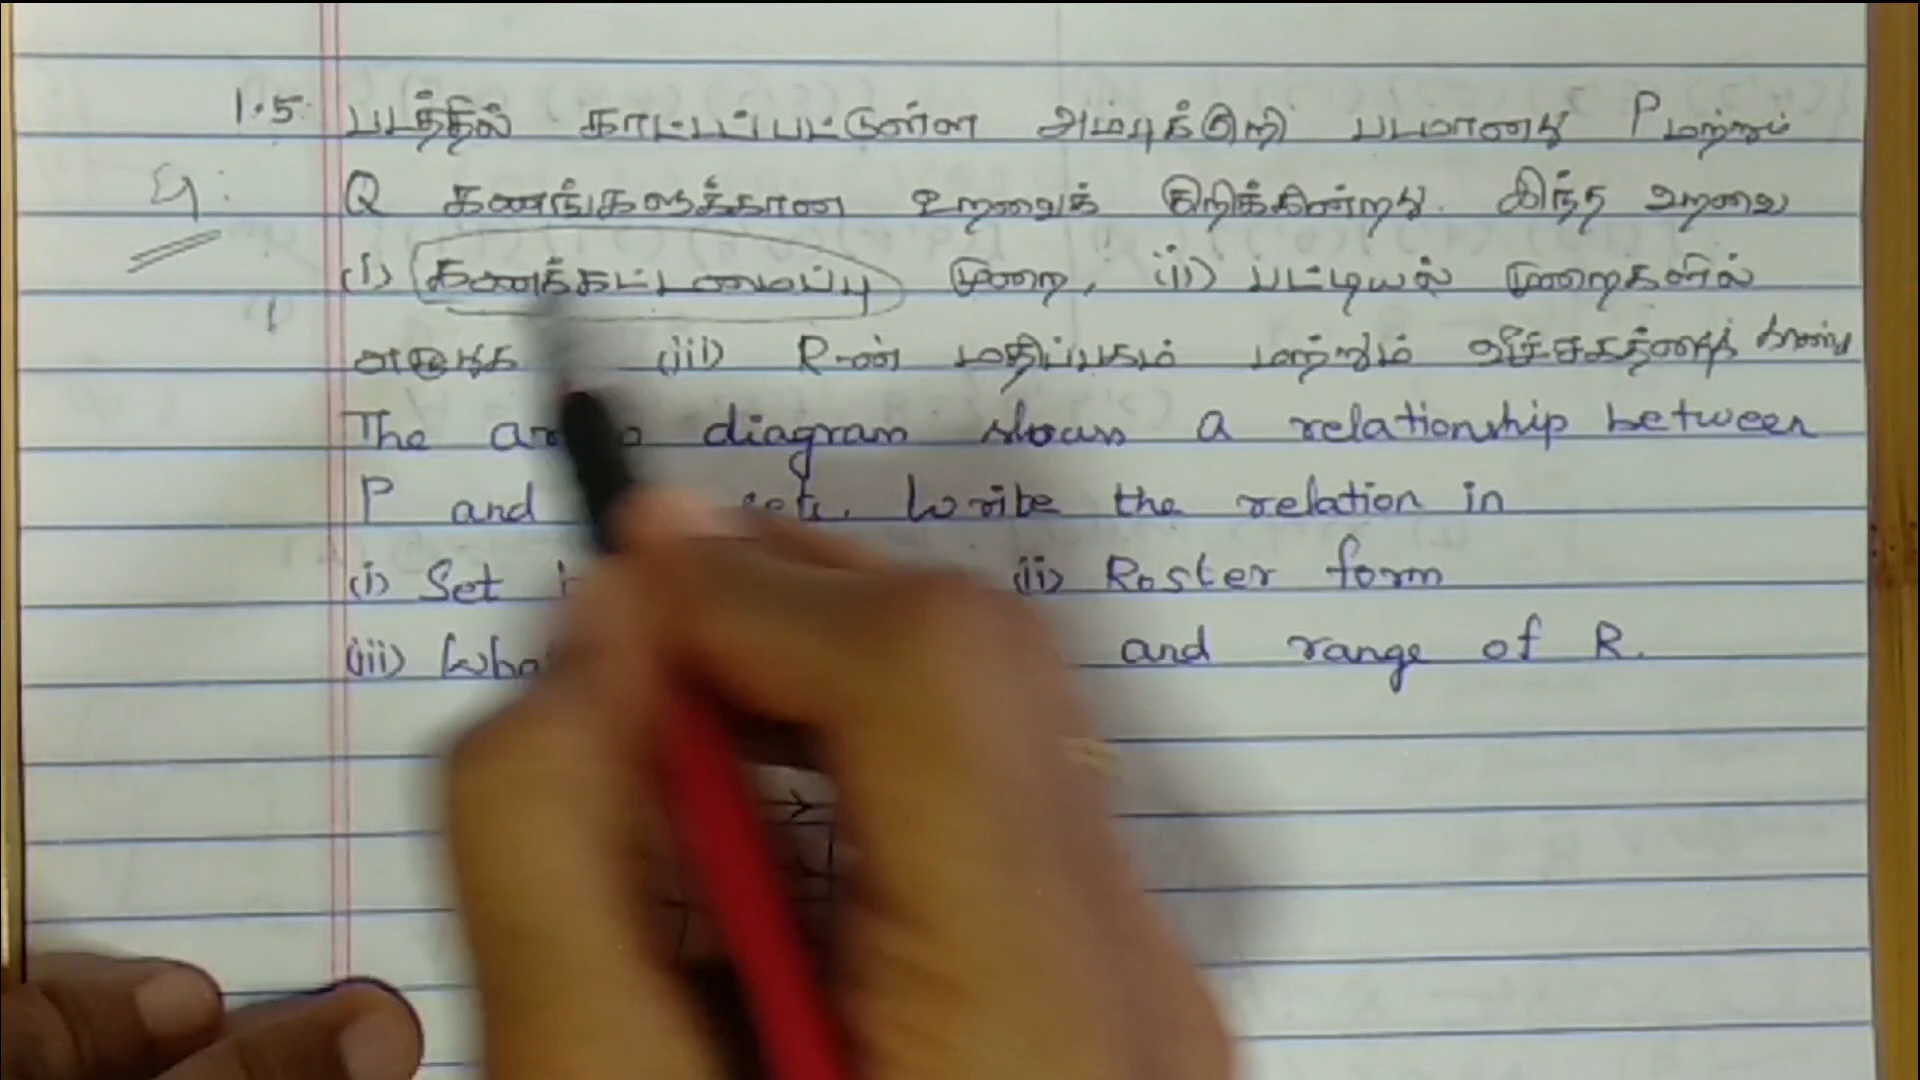 1.5 படத்தில் காட்டப்பட்டுள்ள அம்புக்குறி படமானது P மற்றும்
Q கணங்களுக்கான உறவைக் குறிக்கின்றது. இந்த உறவை
(i) கணக்கட்டமைப்பு முறை, (ii) பட்டியல் முறைகளில்
எழுதுக (iii) R-ன் மதிப்பகம் மற்றும் வீச்சகத்தைக் காண்க
The diagram shows a relationship between
P and sets. Write the relation in
(i) Set (ii) Roster form
(iii) and range of R.